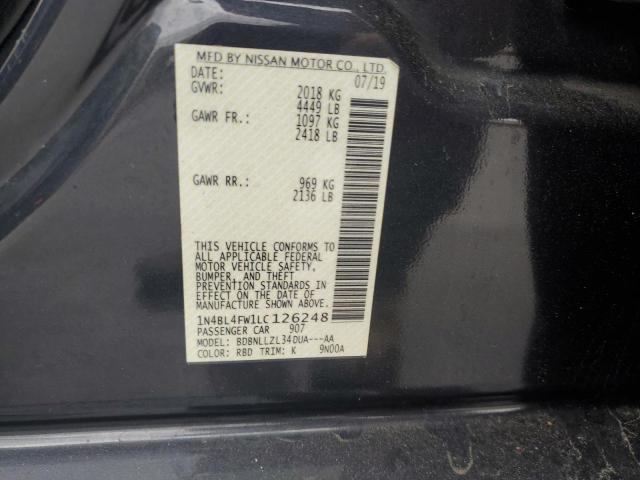 MFD BY NISSAN MOTOR CO., LTD.
DATE: 07/19
GVWR: 2018 KG
4449 LB
GAWR FR.: 1097 KG
2418 LB
GAWR RR.: 969 KG
2136 LB
THIS VEHICLE CONFORMS TO
ALL APPLICABLE FEDERAL
MOTOR VEHICLE SAFETY,
BUMPER, AND THEFT
PREVENTION STANDARDS IN
EFFECT ON THE DATE OF
MANUFACTURE SHOWN ABOVE.
1N4BL4FW1LC126248
PASSENGER CAR 907
MODEL: BDBNLLZL34DUA---AA
COLOR: RBD TRIM: K 9N00A